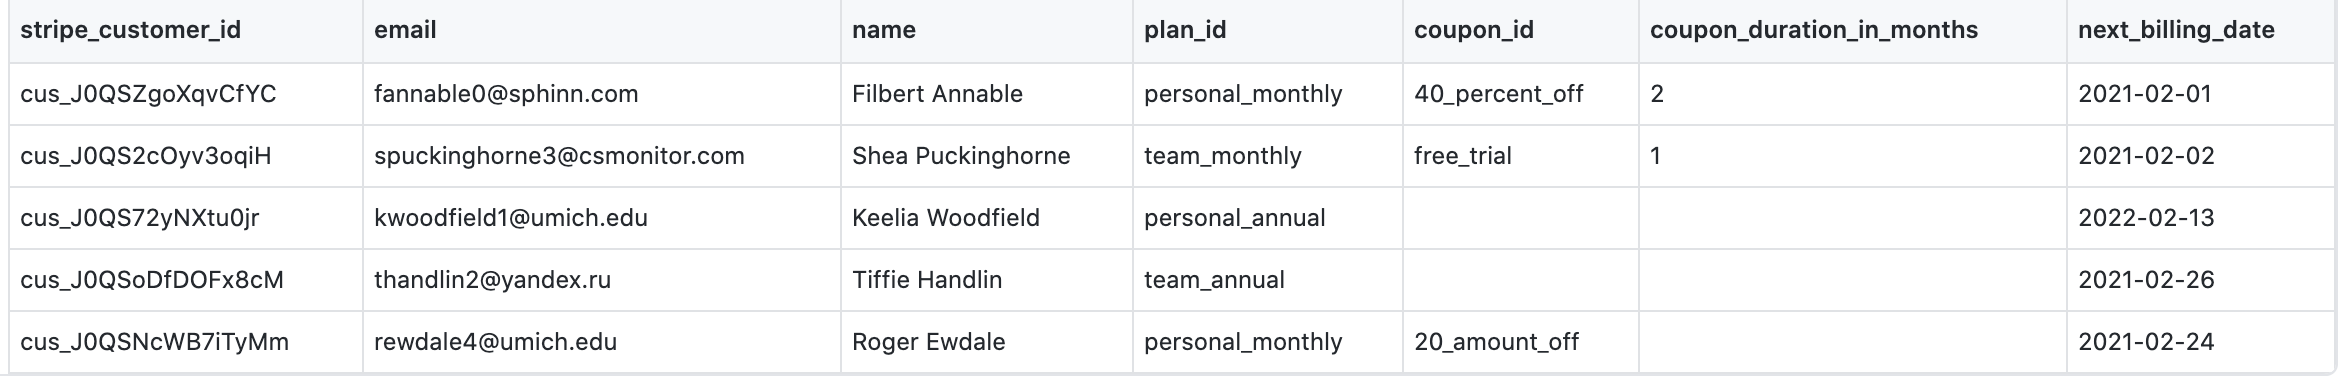 stripe_customer_id email name plan_id coupon_id coupon_duration_in_months next_billing_date
cus_J0QSZgoXqvCfYC fannable0@sphinn.com Filbert Annable personal_monthly 40_percent_off 2 2021-02-01
cus_J0QS2cOyv3oqiH spuckinghorne3@csmonitor.com Shea Puckinghorne team_monthly free_trial 1 2021-02-02
cus_J0QS72yNXtu0jr kwoodfield1@umich.edu Keelia Woodfield personal_annual 2022-02-13
cus_J0QSoDfDOFx8cM thandlin2@yandex.ru Tiffie Handlin team_annual 2021-02-26
cus_J0QSNcWB7iTyMm rewdale4@umich.edu Roger Ewdale personal_monthly 20_amount_off 2021-02-24